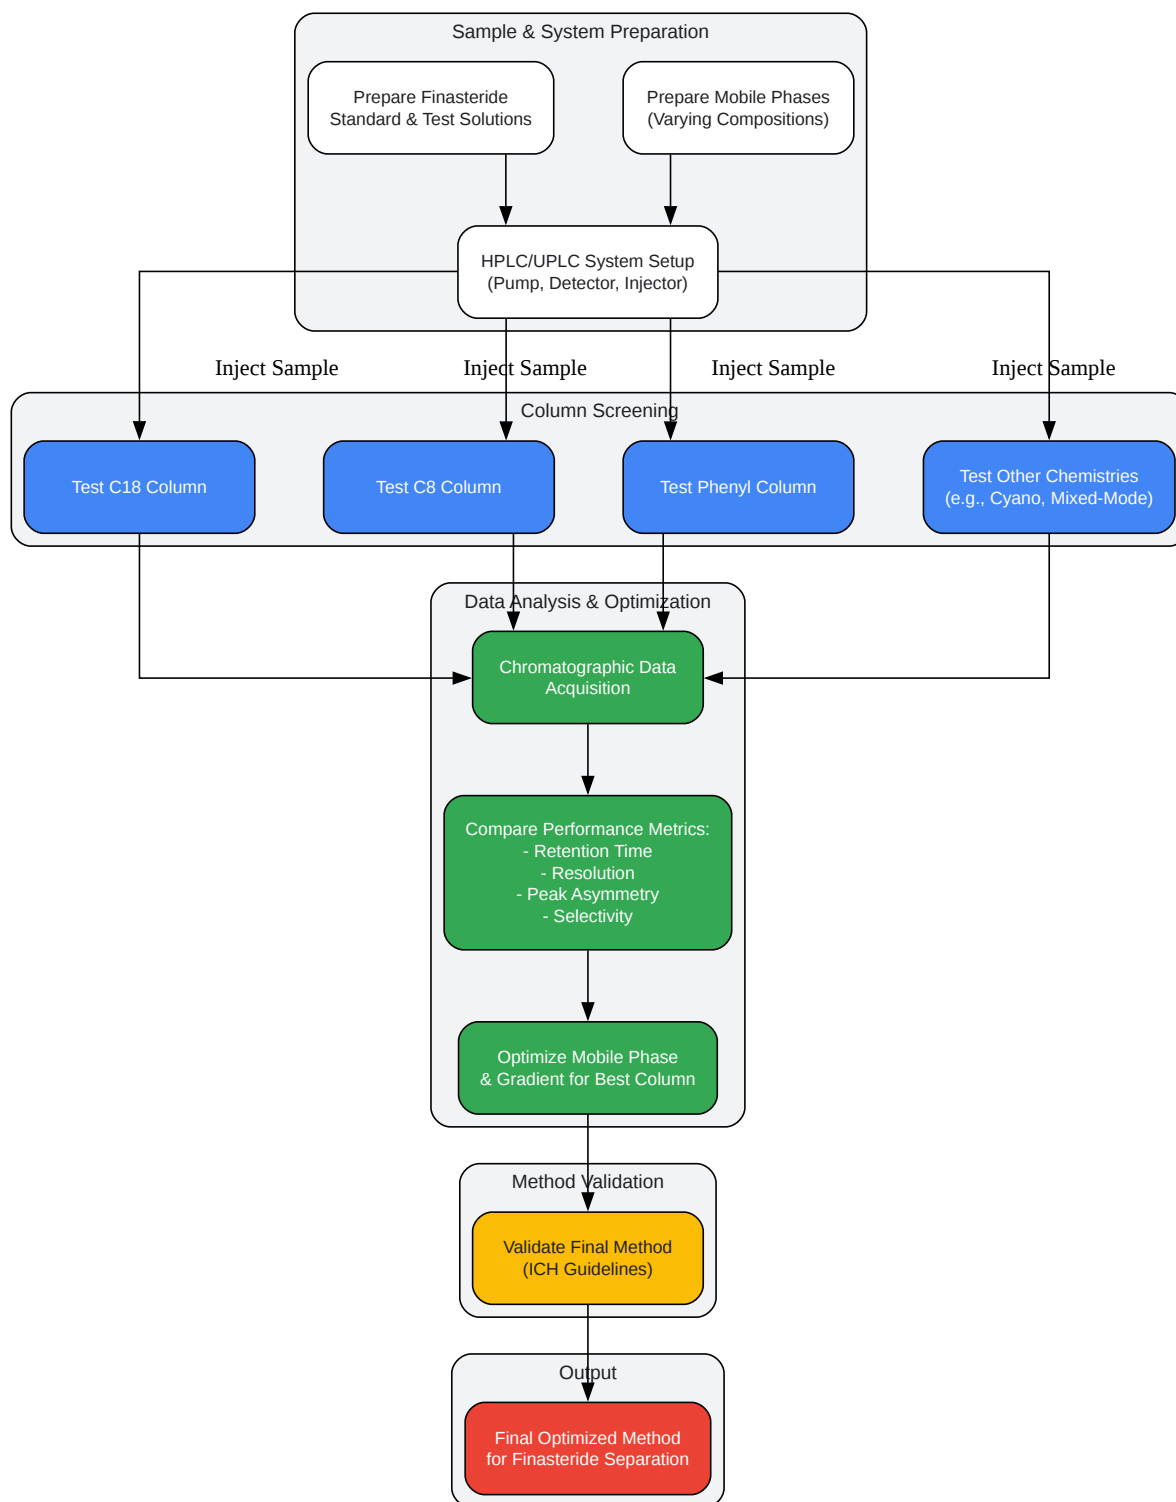 Sample & System Preparation
Prepare Finasteride
Standard & Test Solutions
Prepare Mobile Phases
(Varying Compositions)
HPLC/UPLC System Setup
(Pump, Detector, Injector)
Inject Sample
Inject Sample
Inject Sample
Inject Sample
Column Screening
Test C18 Column
Test C8 Column
Test Phenyl Column
Test Other Chemistries
(e.g., Cyano, Mixed-Mode)
Data Analysis & Optimization
Chromatographic Data
Acquisition
Compare Performance Metrics:
- Retention Time
- Resolution
- Peak Asymmetry
- Selectivity
Optimize Mobile Phase
& Gradient for Best Column
Method Validation
Validate Final Method
(ICH Guidelines)
Output
Final Optimized Method
for Finasteride Separation